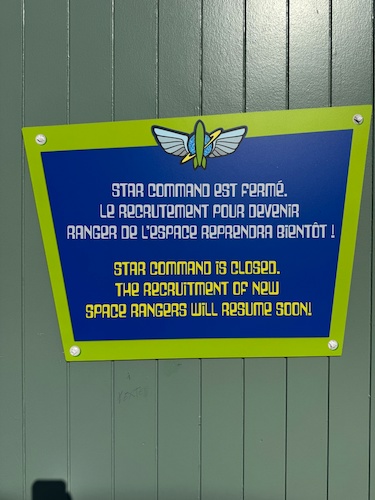 STAR COMMAND EST FERMÉ.
LE RECRUTEMENT POUR DEVENIR
RANGER DE L'ESPACE REPRENDRA BIENTÔT !
STAR COMMAND IS CLOSED.
THE RECRUITMENT OF NEW
SPACE RANGERS WILL RESUME SOON!